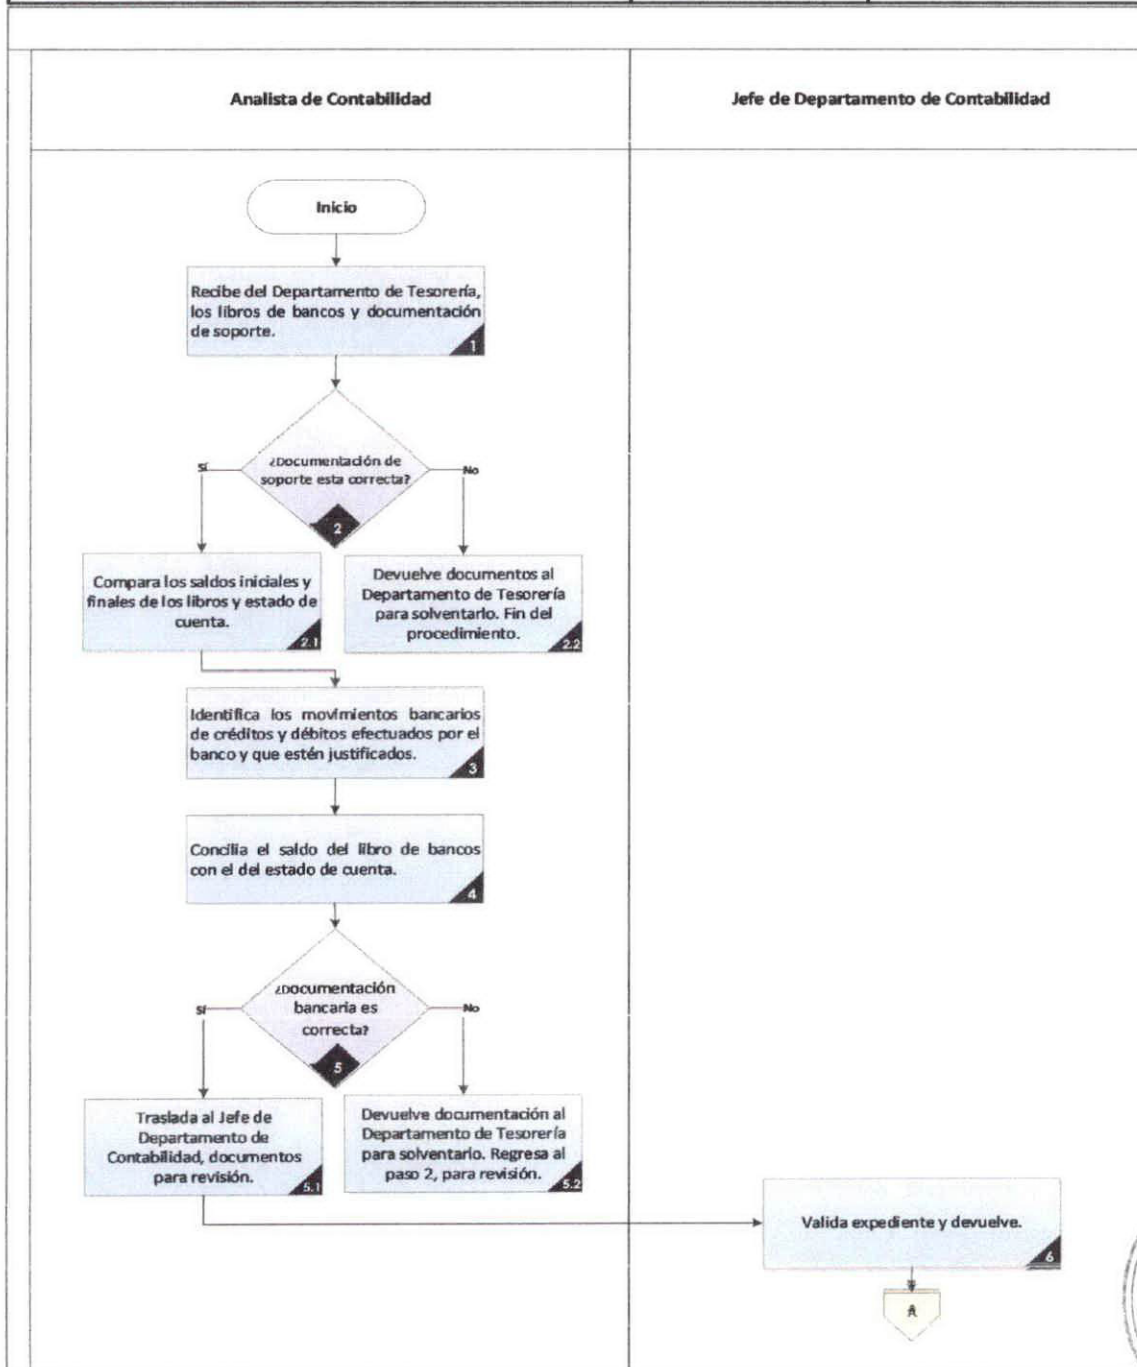 Analista de Contabilidad
Jefe de Departamento de Contabilidad
Inicio
Recibe del Departamento de Tesorería,
los libros de bancos y documentación
de soporte.
1
¿Documentación de
soporte esta correcta?
2
Sí
No
Compara los saldos iniciales y
finales de los libros y estado de
cuenta.
2.1
Devuelve documentos al
Departamento de Tesorería
para solventarlo. Fin del
procedimiento.
2.2
Identifica los movimientos bancarios
de créditos y débitos efectuados por el
banco y que estén justificados.
3
Concilia el saldo del libro de bancos
con el del estado de cuenta.
4
¿Documentación
bancaria es
correcta?
5
Sí
No
Traslada al Jefe de
Departamento de
Contabilidad, documentos
para revisión.
5.1
Devuelve documentación al
Departamento de Tesorería
para solventarlo. Regresa al
paso 2, para revisión.
5.2
Valida expediente y devuelve.
6
A